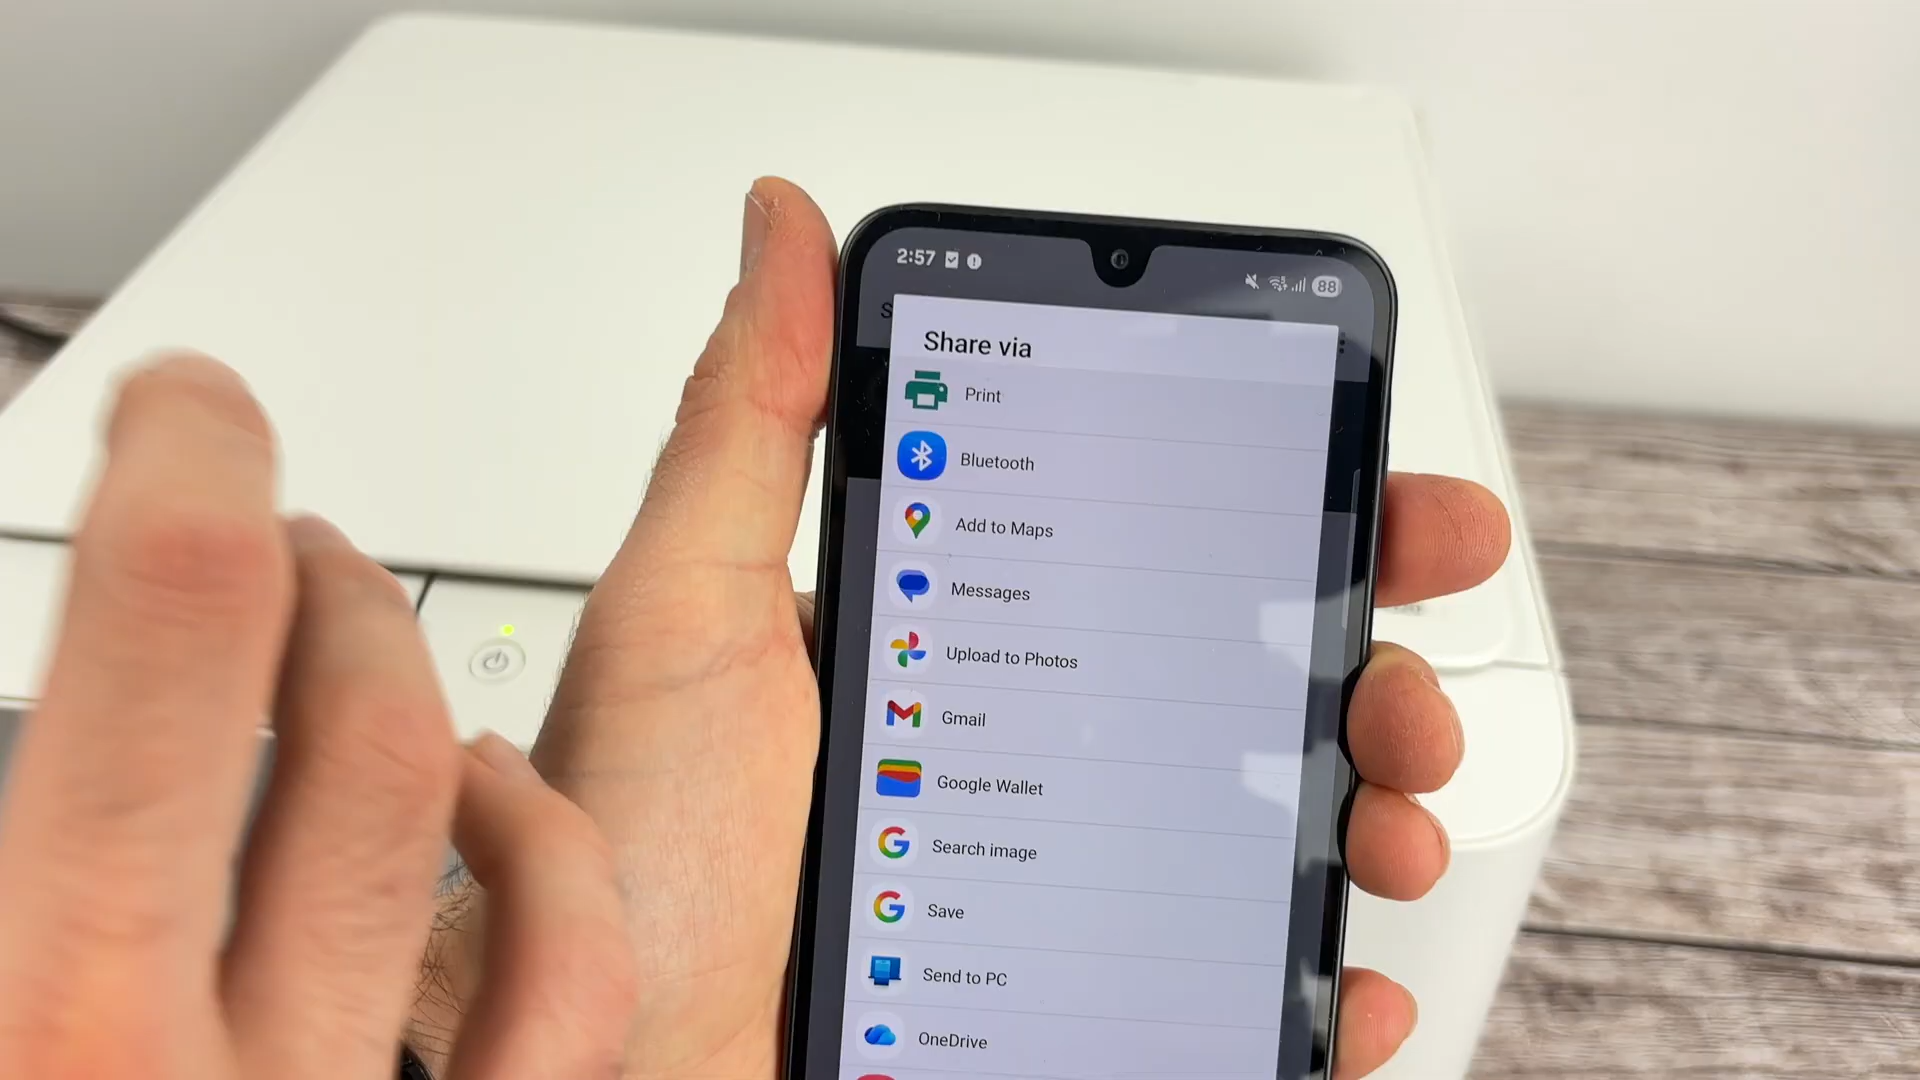 2:57
88
S
Share via
Print
Bluetooth
Add to Maps
Messages
Upload to Photos
Gmail
Google Wallet
Search image
Save
Send to PC
OneDrive